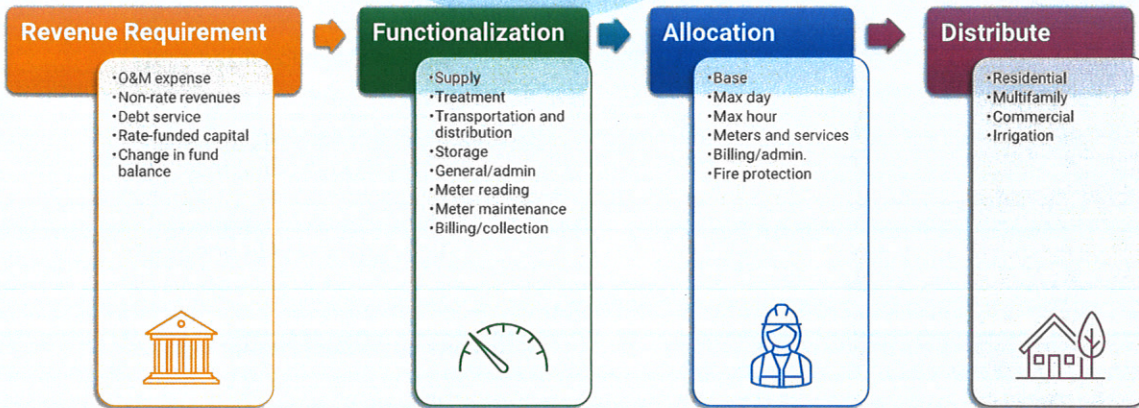 Revenue Requirement
•O&M expense
•Non-rate revenues
•Debt service
•Rate-funded capital
•Change in fund
balance
Functionalization
•Supply
•Treatment
•Transportation and
distribution
•Storage
•General/admin
•Meter reading
•Meter maintenance
•Billing/collection
Allocation
•Base
•Max day
•Max hour
•Meters and services
•Billing/admin.
•Fire protection
Distribute
•Residential
•Multifamily
•Commercial
•Irrigation